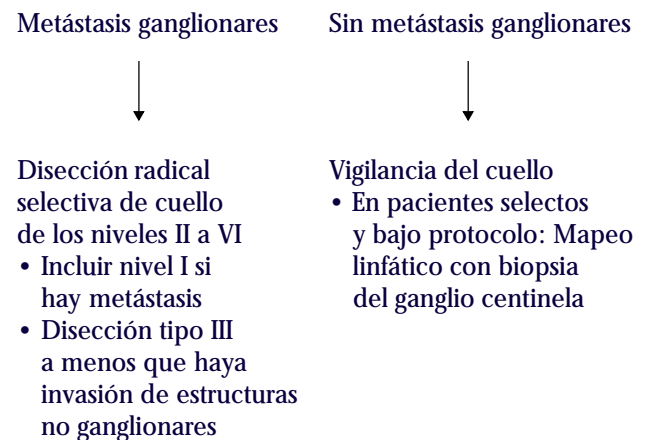 Metástasis ganglionares
Disección radical
selectiva de cuello
de los niveles II a VI
• Incluir nivel I si
hay metástasis
• Disección tipo III
a menos que haya
invasión de estructuras
no ganglionares
Sin metástasis ganglionares
Vigilancia del cuello
• En pacientes selectos
y bajo protocolo: Mapeo
linfático con biopsia
del ganglio centinela